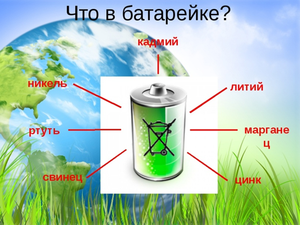 Что в батарейке?
кадмий
никель
литий
ртуть
маргане
ц
свинец
цинк